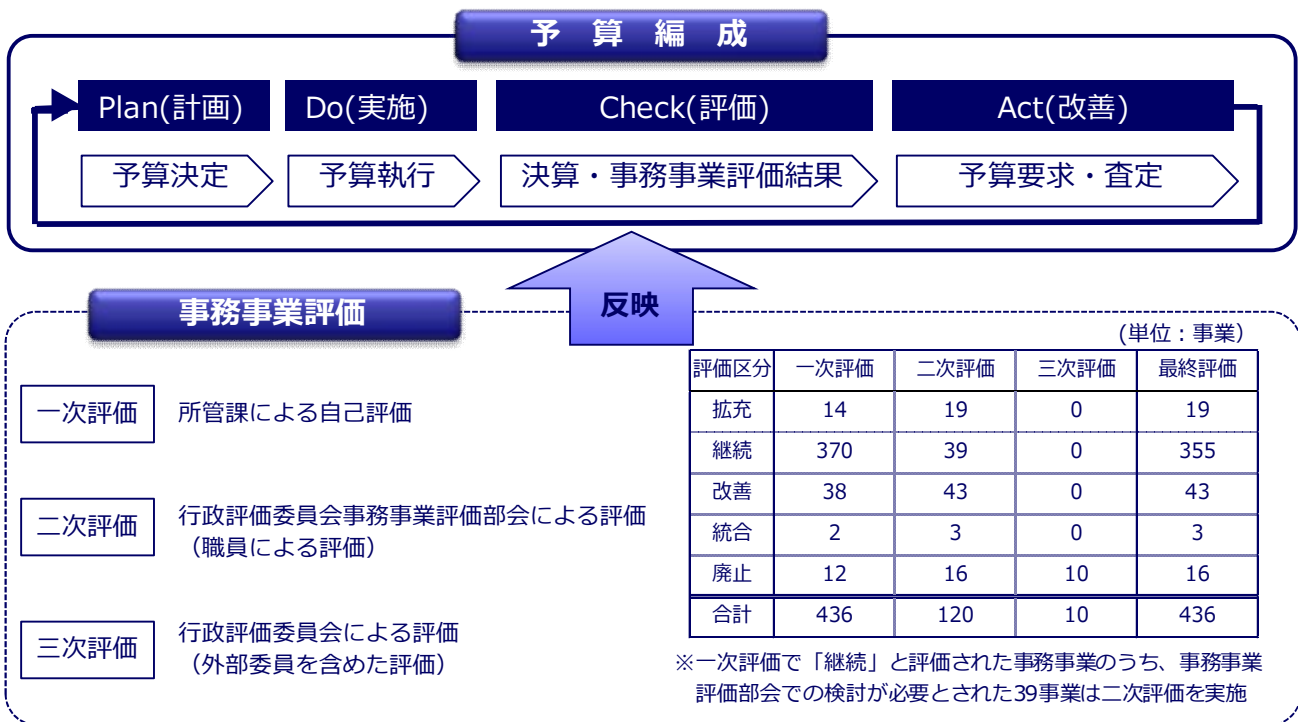 予算編成
Plan(計画) Do(実施) Check(評価) Act(改善)
予算決定 予算執行 決算・事務事業評価結果 予算要求・査定
反映
事務事業評価
一次評価 所管課による自己評価
二次評価 行政評価委員会事務事業評価部会による評価
（職員による評価）
三次評価 行政評価委員会による評価
（外部委員を含めた評価）
(単位：事業）
評価区分 一次評価 二次評価 三次評価 最終評価
拡充 14 19 0 19
継続 370 39 0 355
改善 38 43 0 43
統合 2 3 0 3
廃止 12 16 10 16
合計 436 120 10 436
※一次評価で「継続」と評価された事務事業のうち、事務事業
評価部会での検討が必要とされた39事業は二次評価を実施